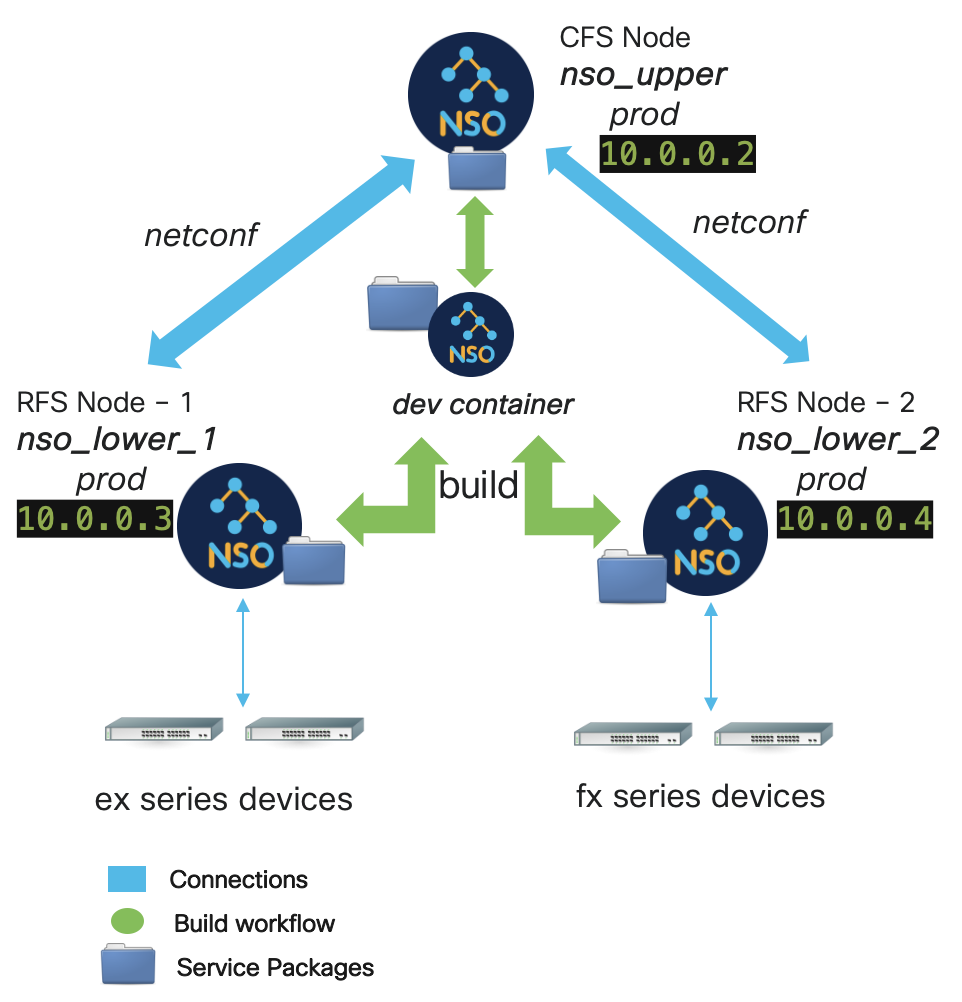 CFS Node
nso_upper
prod
10.0.0.2
NSO
netconf
netconf
NSO
dev container
RFS Node - 1
nso_lower_1
prod
10.0.0.3
NSO
build
RFS Node - 2
nso_lower_2
prod
10.0.0.4
NSO
ex series devices
fx series devices
Connections
Build workflow
Service Packages